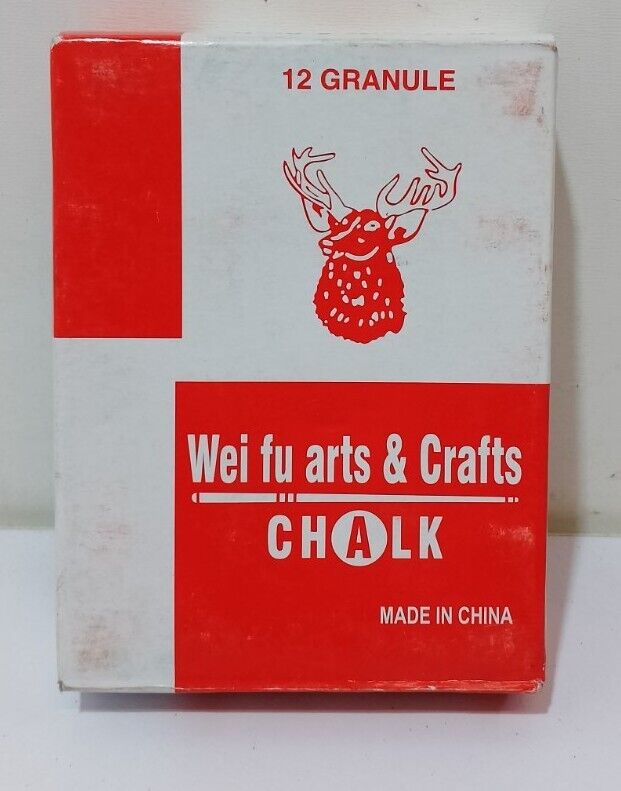 12 GRANULE
Wei fu arts & Crafts
CHALK
MADE IN CHINA